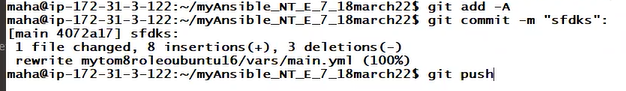 maha@ip-172-31-3-122:~/myAnsible_NT_E_7_18march22$ git add -A
maha@ip-172-31-3-122:~/myAnsible_NT_E_7_18march22$ git commit -m "sfdks":
[main 4072a17] sfdks:
1 file changed, 8 insertions(+), 3 deletions(-)
rewrite mytom8roleoubuntu16/vars/main.yml (100%)
maha@ip-172-31-3-122:~/myAnsible_NT_E_7_18march22$ git push